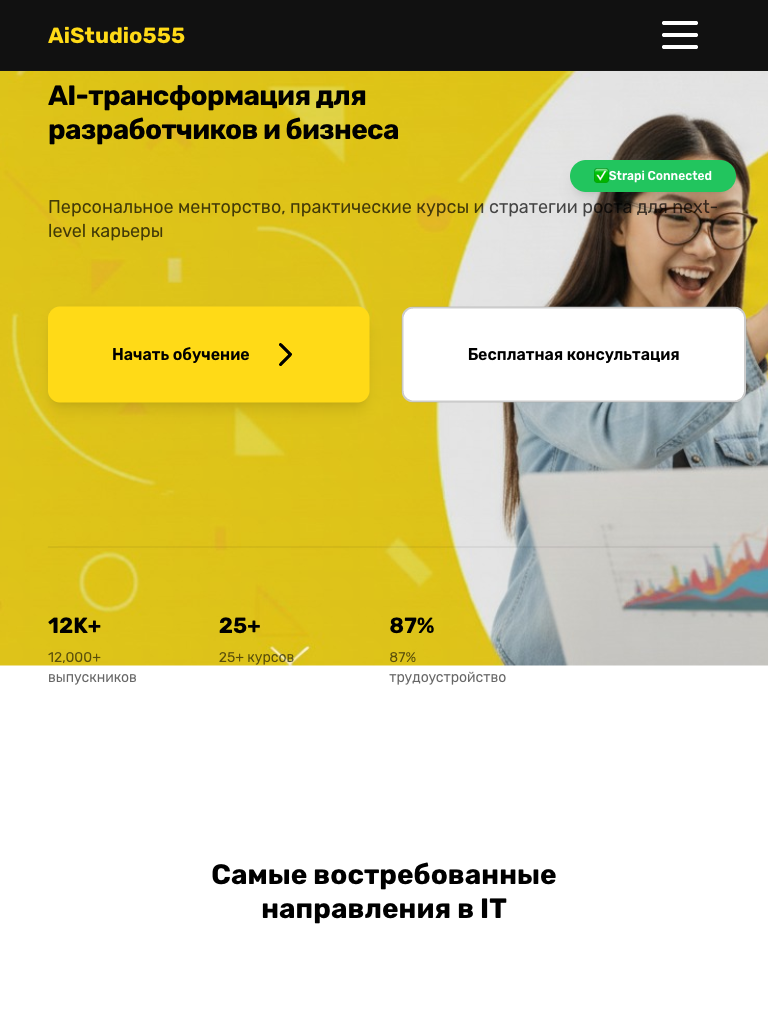 AiStudio555
AI-трансформация для
разработчиков и бизнеса
✅Strapi Connected
Персональное менторство, практические курсы и стратегии роста для next-
level карьеры
Начать обучение
Бесплатная консультация
12K+
12,000+
выпускников
25+
25+ курсов
87%
87%
трудоустройство
Самые востребованные
направления в IT